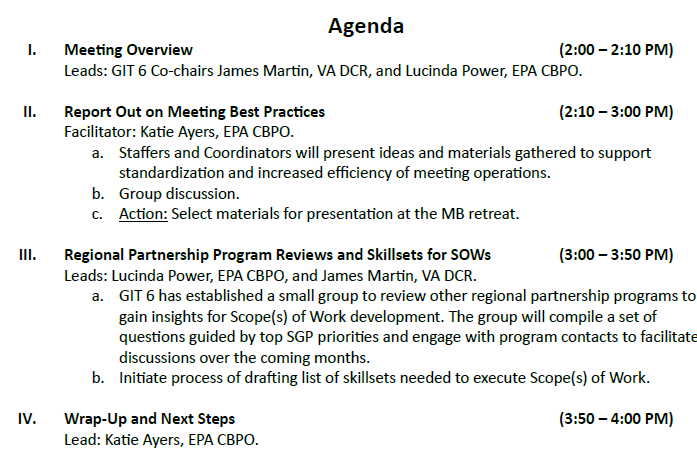 Agenda
I. Meeting Overview (2:00 – 2:10 PM)
Leads: GIT 6 Co-chairs James Martin, VA DCR, and Lucinda Power, EPA CBPO.
II. Report Out on Meeting Best Practices (2:10 – 3:00 PM)
Facilitator: Katie Ayers, EPA CBPO.
a. Staffers and Coordinators will present ideas and materials gathered to support
standardization and increased efficiency of meeting operations.
b. Group discussion.
c. Action: Select materials for presentation at the MB retreat.
III. Regional Partnership Program Reviews and Skillsets for SOWs (3:00 – 3:50 PM)
Leads: Lucinda Power, EPA CBPO, and James Martin, VA DCR.
a. GIT 6 has established a small group to review other regional partnership programs to
gain insights for Scope(s) of Work development. The group will compile a set of
questions guided by top SGP priorities and engage with program contacts to facilitate
discussions over the coming months.
b. Initiate process of drafting list of skillsets needed to execute Scope(s) of Work.
IV. Wrap-Up and Next Steps (3:50 – 4:00 PM)
Lead: Katie Ayers, EPA CBPO.